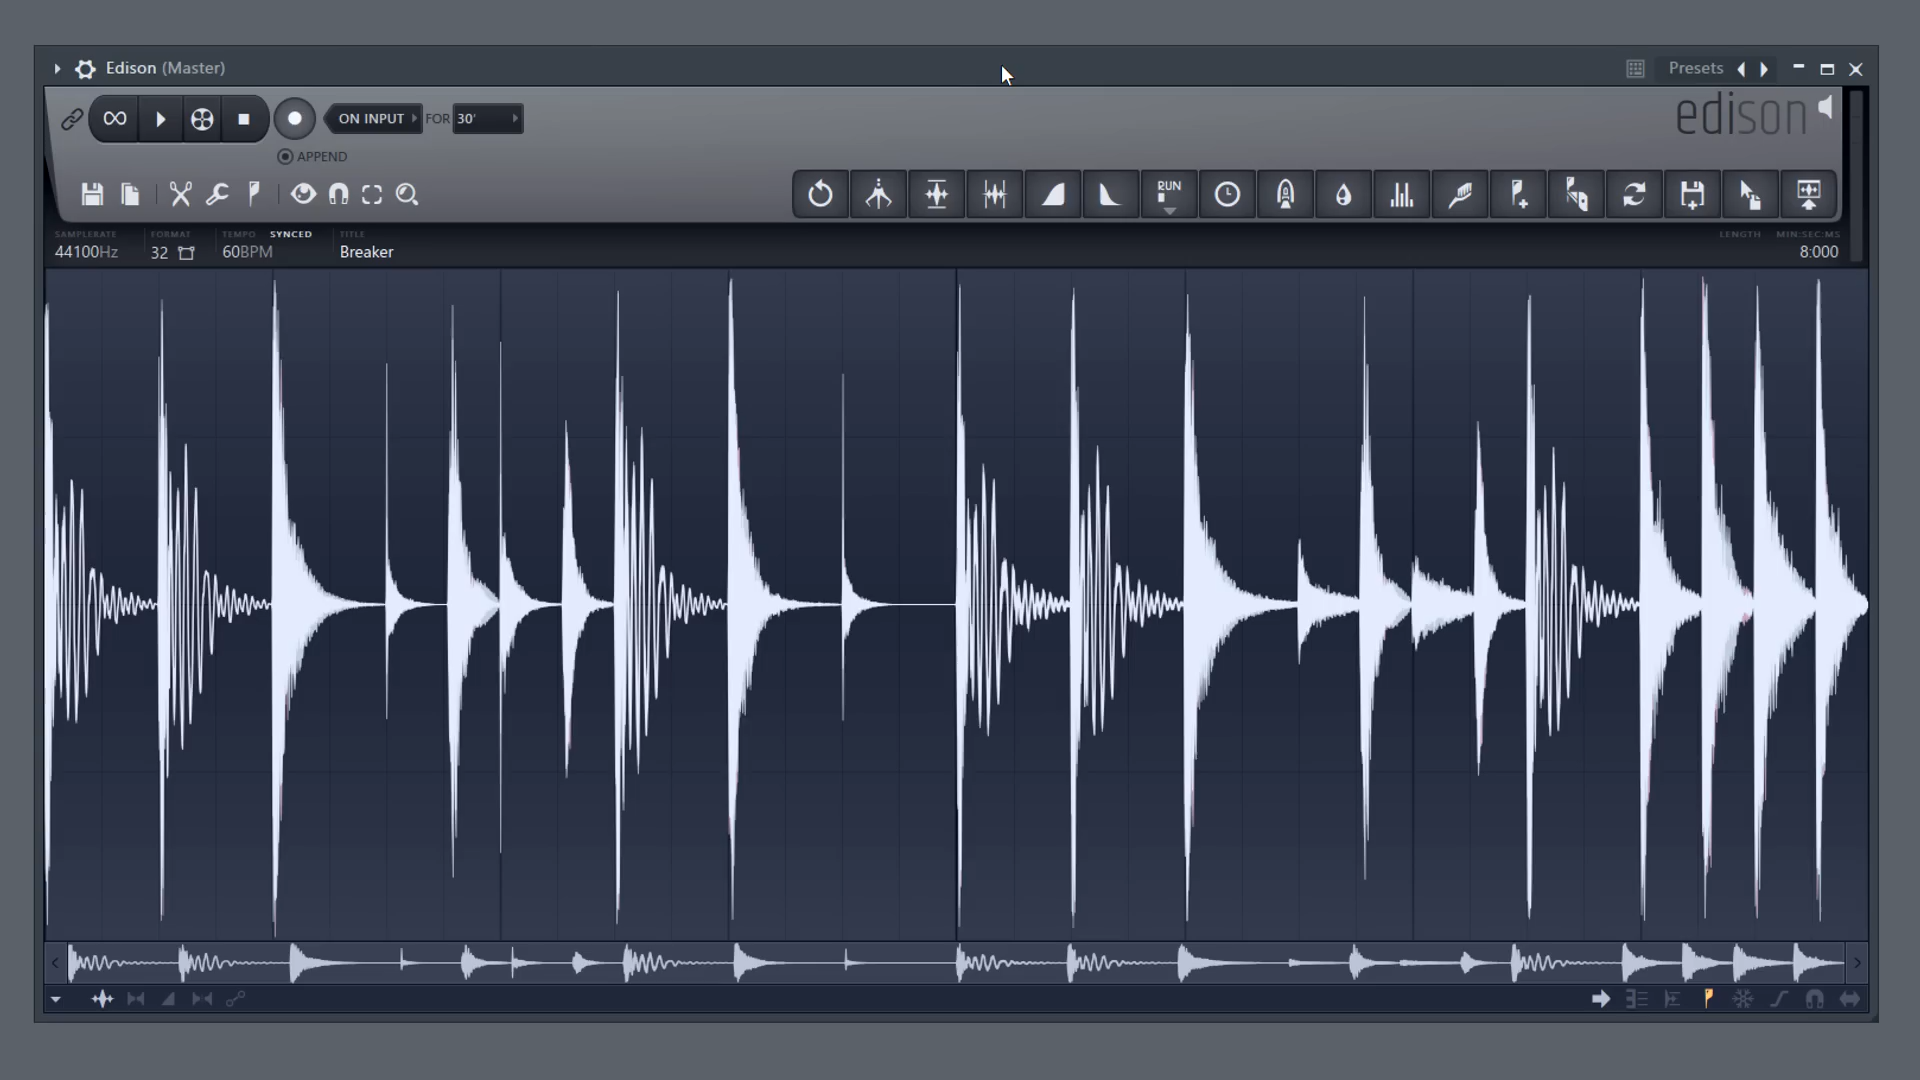 Edison (Master)
Presets
ON INPUT FOR 30'
edison
APPEND
RUN
SAMPLERATE FORMAT TEMPO SYNCED TITLE LENGTH MIN:SEC:MS
44100Hz 32 60BPM Breaker 8:000